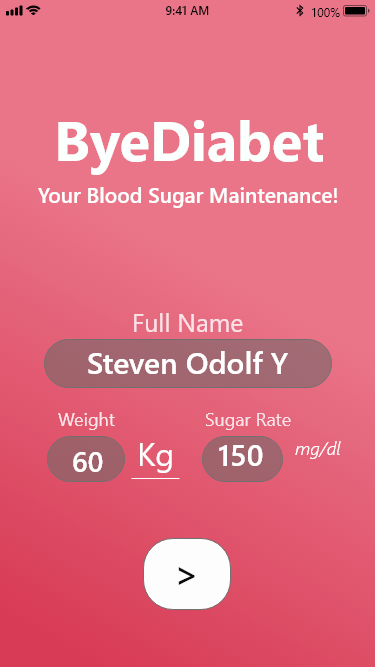 9:41 AM
100%
ByeDiabet
Your Blood Sugar Maintenance!
Full Name
Steven Odolf Y
Weight
Sugar Rate
60
Kg
150
mg/dl
>